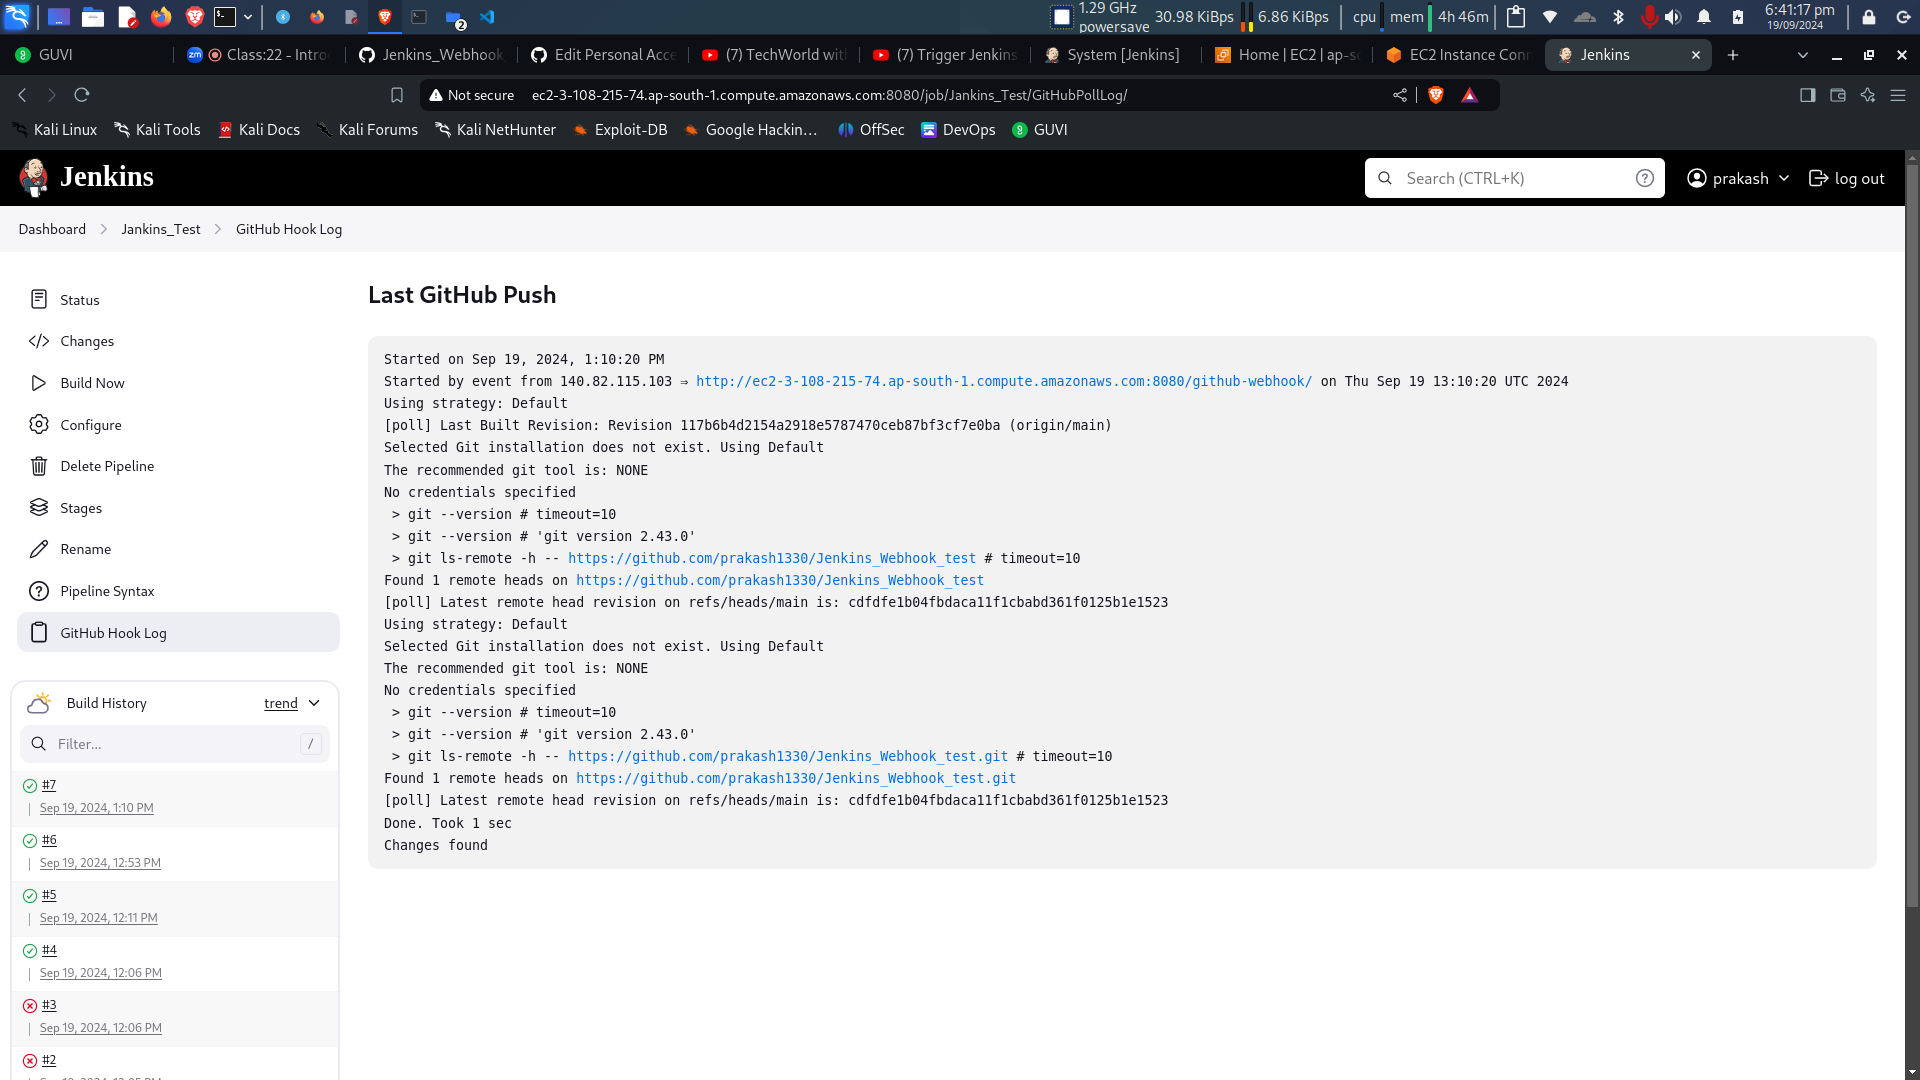 1.29 GHz
powersave
30.98 KiBps
6.86 KiBps
cpu
mem
4h 46m
6:41:17 pm
19/09/2024
GUVI
Class:22 - Intro
Jenkins_Webhook
Edit Personal Acce
(7) TechWorld with
(7) Trigger Jenkins
System [Jenkins]
Home | EC2 | ap-so
EC2 Instance Conn
Jenkins
Not secure ec2-3-108-215-74.ap-south-1.compute.amazonaws.com:8080/job/Jankins_Test/GitHubPollLog/
Kali Linux
Kali Tools
Kali Docs
Kali Forums
Kali NetHunter
Exploit-DB
Google Hackin…
OffSec
DevOps
GUVI
Jenkins
Search (CTRL+K)
prakash
log out
Dashboard
Jankins_Test
GitHub Hook Log
Status
Changes
Build Now
Configure
Delete Pipeline
Stages
Rename
Pipeline Syntax
GitHub Hook Log
Build History
trend
Filter...
/
#7
Sep 19, 2024, 1:10 PM
#6
Sep 19, 2024, 12:53 PM
#5
Sep 19, 2024, 12:11 PM
#4
Sep 19, 2024, 12:06 PM
#3
Sep 19, 2024, 12:06 PM
#2
Last GitHub Push
Started on Sep 19, 2024, 1:10:20 PM
Started by event from 140.82.115.103 ⇒ http://ec2-3-108-215-74.ap-south-1.compute.amazonaws.com:8080/github-webhook/ on Thu Sep 19 13:10:20 UTC 2024
Using strategy: Default
[poll] Last Built Revision: Revision 117b6b4d2154a2918e5787470ceb87bf3cf7e0ba (origin/main)
Selected Git installation does not exist. Using Default
The recommended git tool is: NONE
No credentials specified
> git --version # timeout=10
> git --version # 'git version 2.43.0'
> git ls-remote -h -- https://github.com/prakash1330/Jenkins_Webhook_test # timeout=10
Found 1 remote heads on https://github.com/prakash1330/Jenkins_Webhook_test
[poll] Latest remote head revision on refs/heads/main is: cdfdfe1b04fbdaca11f1cbabd361f0125b1e1523
Using strategy: Default
Selected Git installation does not exist. Using Default
The recommended git tool is: NONE
No credentials specified
> git --version # timeout=10
> git --version # 'git version 2.43.0'
> git ls-remote -h -- https://github.com/prakash1330/Jenkins_Webhook_test.git # timeout=10
Found 1 remote heads on https://github.com/prakash1330/Jenkins_Webhook_test.git
[poll] Latest remote head revision on refs/heads/main is: cdfdfe1b04fbdaca11f1cbabd361f0125b1e1523
Done. Took 1 sec
Changes found